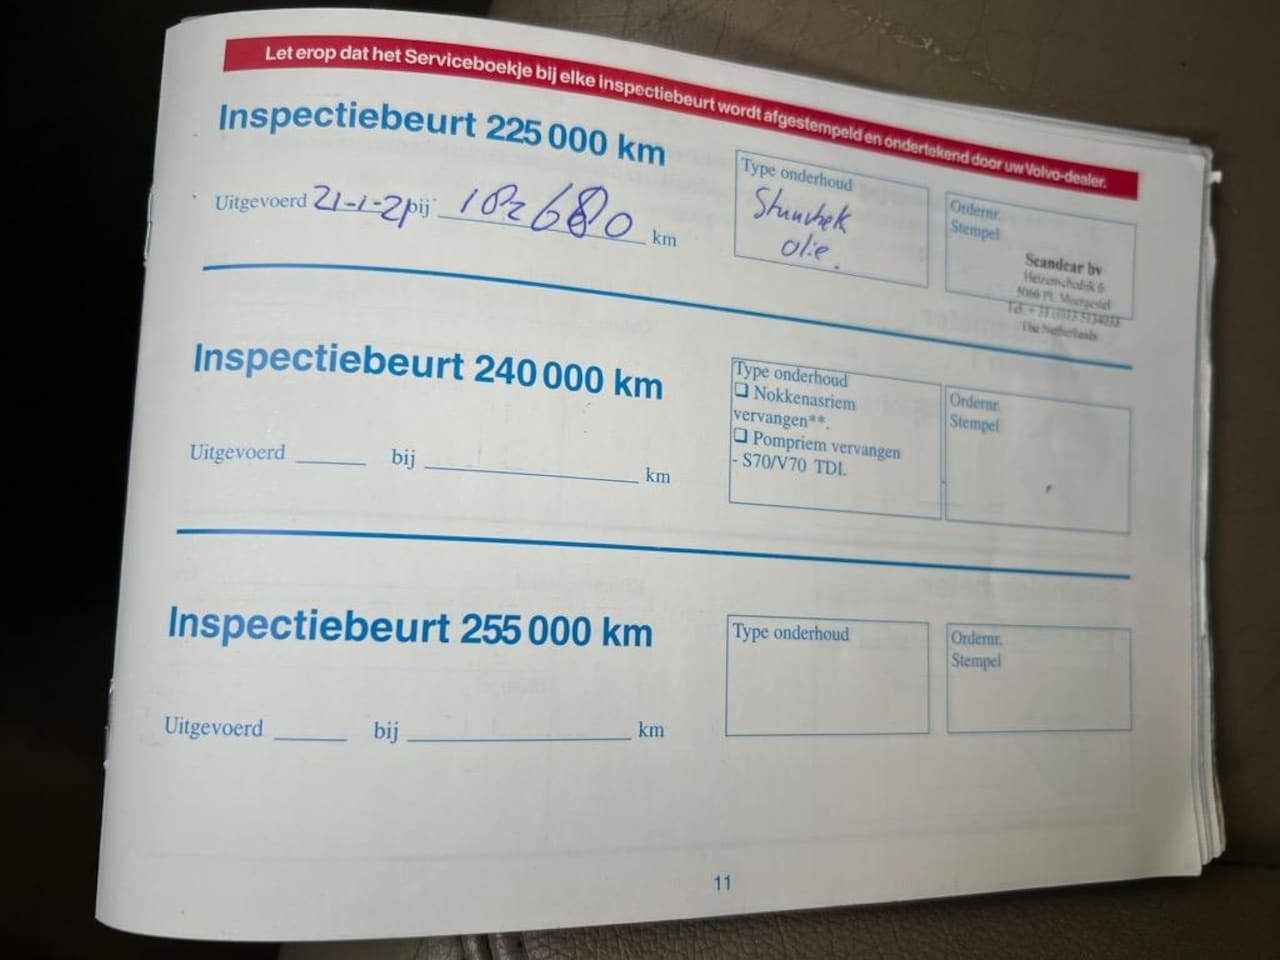 Let erop dat het Serviceboekje bij elke inspectiebeurt wordt afgestempeld en ondertekend door uw Volvo-dealer.
Inspectiebeurt 225 000 km
Uitgevoerd 21-1-21 bij 182680 km
Type onderhoud
Stuurhek
olie.
Ordernr.
Stempel
Scandcar bv
5066 PL Moergestel
The Netherlands
Inspectiebeurt 240 000 km
Uitgevoerd bij km
Type onderhoud
❑ Nokkenasriem
vervangen**.
❑ Pompriem vervangen
- S70/V70 TDI.
Ordernr.
Stempel
Inspectiebeurt 255 000 km
Uitgevoerd bij km
Type onderhoud
Ordernr.
Stempel
11